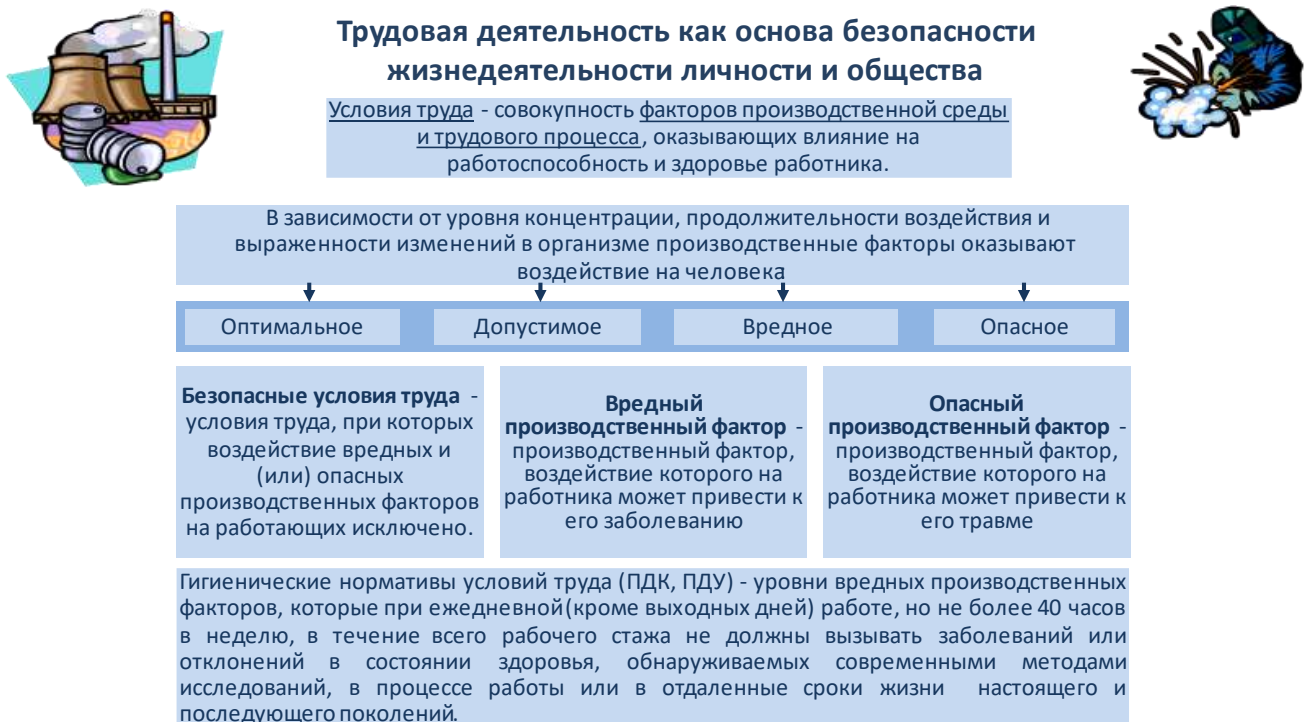 Трудовая деятельность как основа безопасности
жизнедеятельности личности и общества
Условия труда - совокупность факторов производственной среды
и трудового процесса, оказывающих влияние на
работоспособность и здоровье работника.
В зависимости от уровня концентрации, продолжительности воздействия и
выраженности изменений в организме производственные факторы оказывают
воздействие на человека
Оптимальное
Допустимое
Вредное
Опасное
Безопасные условия труда -
условия труда, при которых
воздействие вредных и
(или) опасных
производственных факторов
на работающих исключено.
Вредный
производственный фактор -
производственный фактор,
воздействие которого на
работника может привести к
его заболеванию
Опасный
производственный фактор -
производственный фактор,
воздействие которого на
работника может привести к
его травме
Гигиенические нормативы условий труда (ПДК, ПДУ) - уровни вредных производственных
факторов, которые при ежедневной (кроме выходных дней) работе, но не более 40 часов
в неделю, в течение всего рабочего стажа не должны вызывать заболеваний или
отклонений в состоянии здоровья, обнаруживаемых современными методами
исследований, в процессе работы или в отдаленные сроки жизни настоящего и
последующего поколений.